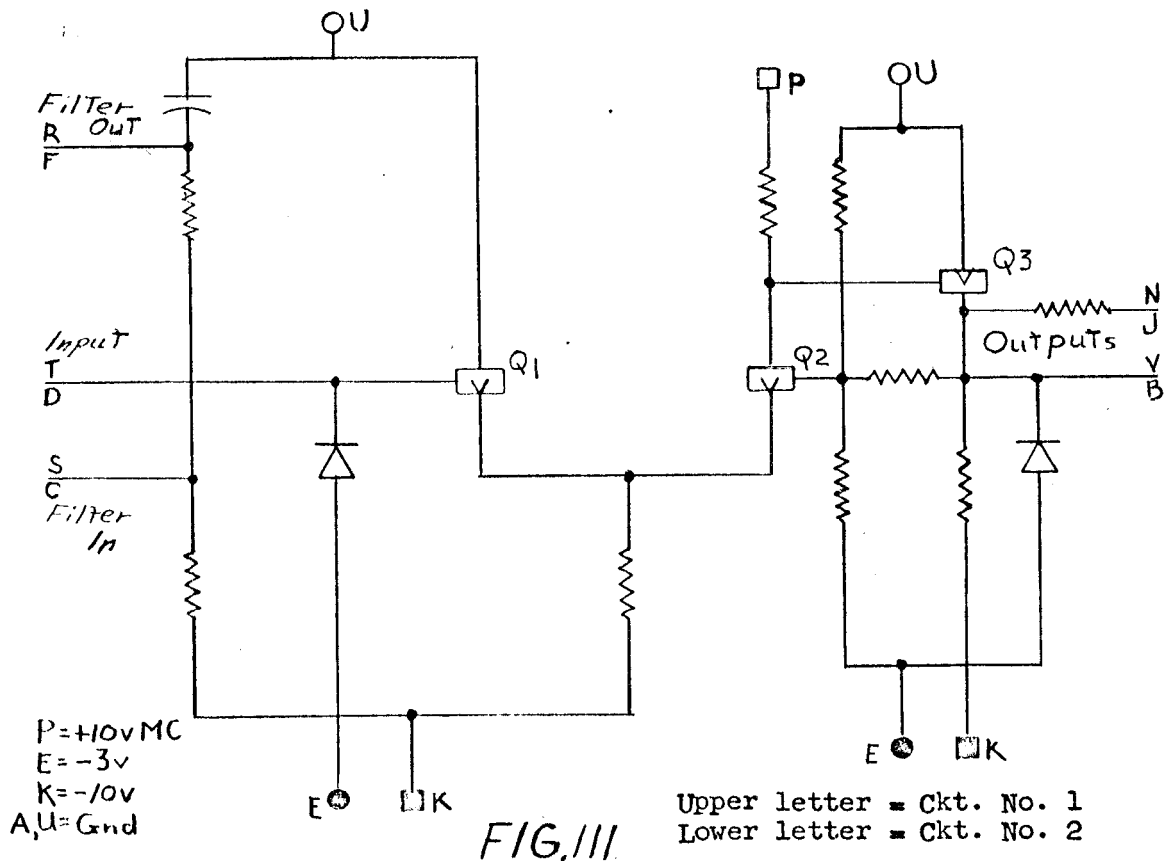 U
Filter
Out
R
F
P
U
Q3
N
J
Outputs
Input
T
D
Q1
Q2
V
B
S
C
Filter
In
P=+10v MC
E=-3v
K=-10v
A,U=Gnd
E
K
E
K
Upper letter = Ckt. No. 1
Lower letter = Ckt. No. 2
FIG.III